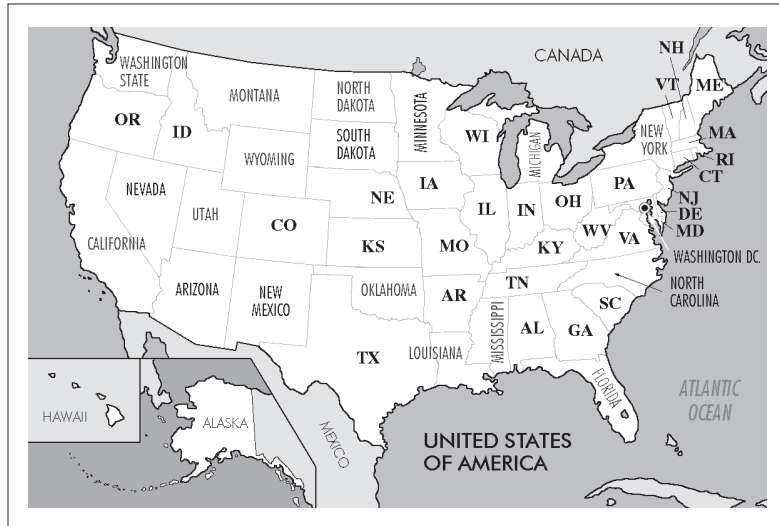 CANADA
NH
WASHINGTON
STATE
VT
ME
MONTANA
NORTH
DAKOTA
MINNESOTA
OR
ID
WI
MICHIGAN
NEW
YORK
MA
SOUTH
DAKOTA
RI
WYOMING
CT
NEVADA
IA
PA
NE
NJ
UTAH
CO
IL
IN
OH
DE
MD
WV
VA
CALIFORNIA
KS
MO
KY
WASHINGTON DC.
ARIZONA
NEW
MEXICO
OKLAHOMA
AR
TN
NORTH
CAROLINA
SC
MISSISSIPPI
AL
GA
TX
LOUISIANA
FLORIDA
ATLANTIC
OCEAN
HAWAII
ALASKA
MEXICO
UNITED STATES
OF AMERICA